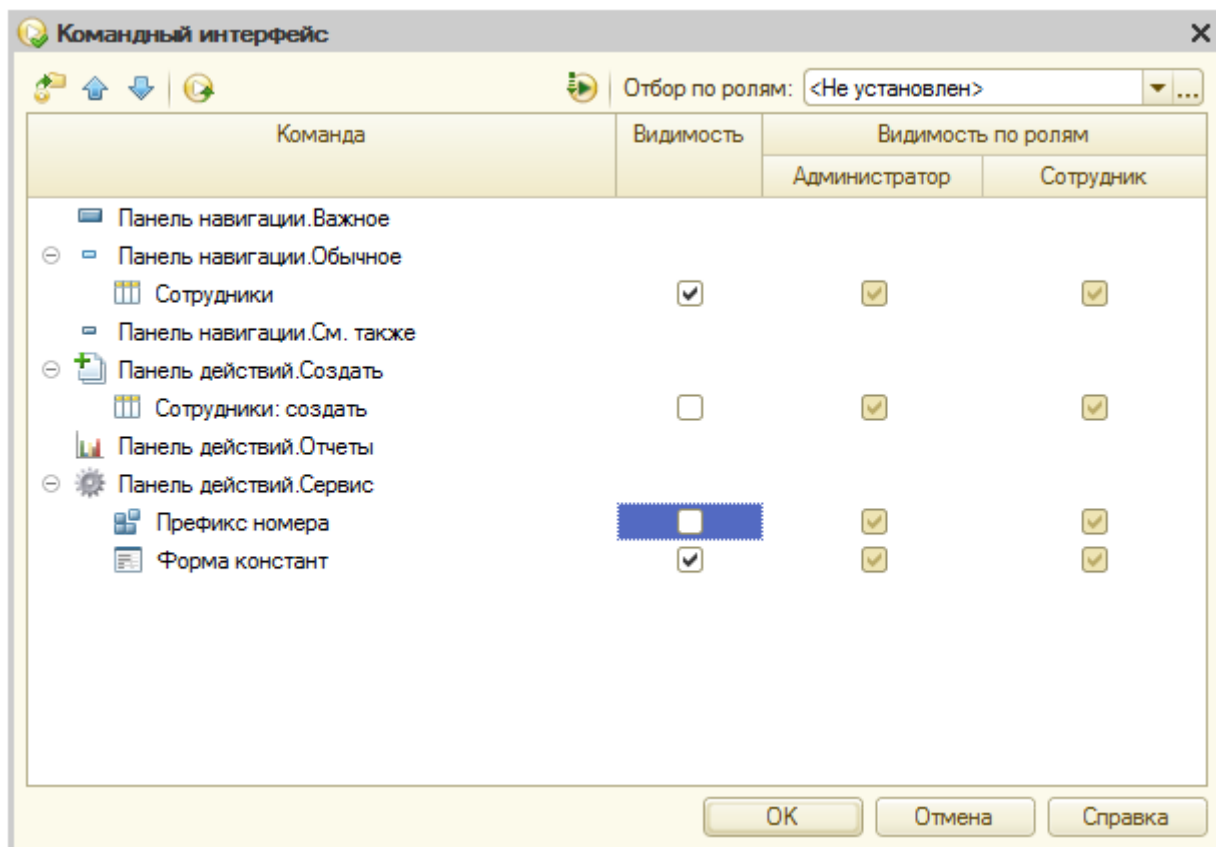 Командный интерфейс
Отбор по ролям: <Не установлен>
Команда Видимость Видимость по ролям
Администратор Сотрудник
Панель навигации.Важное
Панель навигации.Обычное
Сотрудники
Панель навигации.См. также
Панель действий.Создать
Сотрудники: создать
Панель действий.Отчеты
Панель действий.Сервис
Префикс номера
Форма констант
OK Отмена Справка